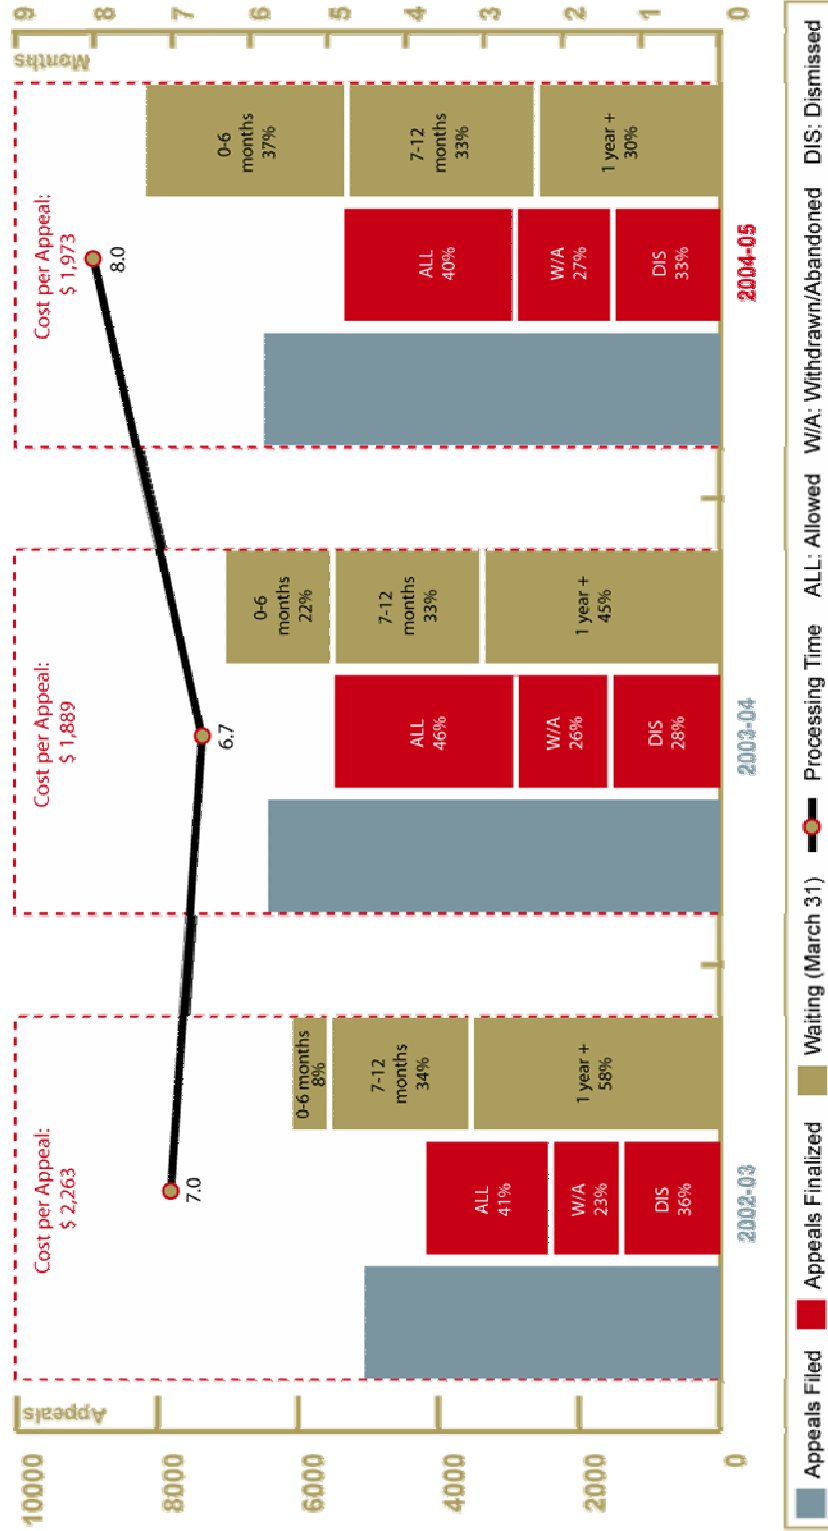 Appeals
10000
8000
6000
4000
2000
0
Months
9
8
7
6
5
4
3
2
1
0
Cost per Appeal:
$ 2,263
7.0
ALL
41%
W/A
23%
DIS
36%
0-6 months
8%
7-12
months
34%
1 year +
58%
2002-03
Cost per Appeal:
$ 1,889
6.7
ALL
46%
W/A
26%
DIS
28%
0-6
months
22%
7-12
months
33%
1 year +
45%
2003-04
Cost per Appeal:
$ 1,973
8.0
ALL
40%
W/A
27%
DIS
33%
0-6
months
37%
7-12
months
33%
1 year +
30%
2004-05
Appeals Filed Appeals Finalized Waiting (March 31) Processing Time ALL: Allowed W/A: Withdrawn/Abandoned DIS: Dismissed